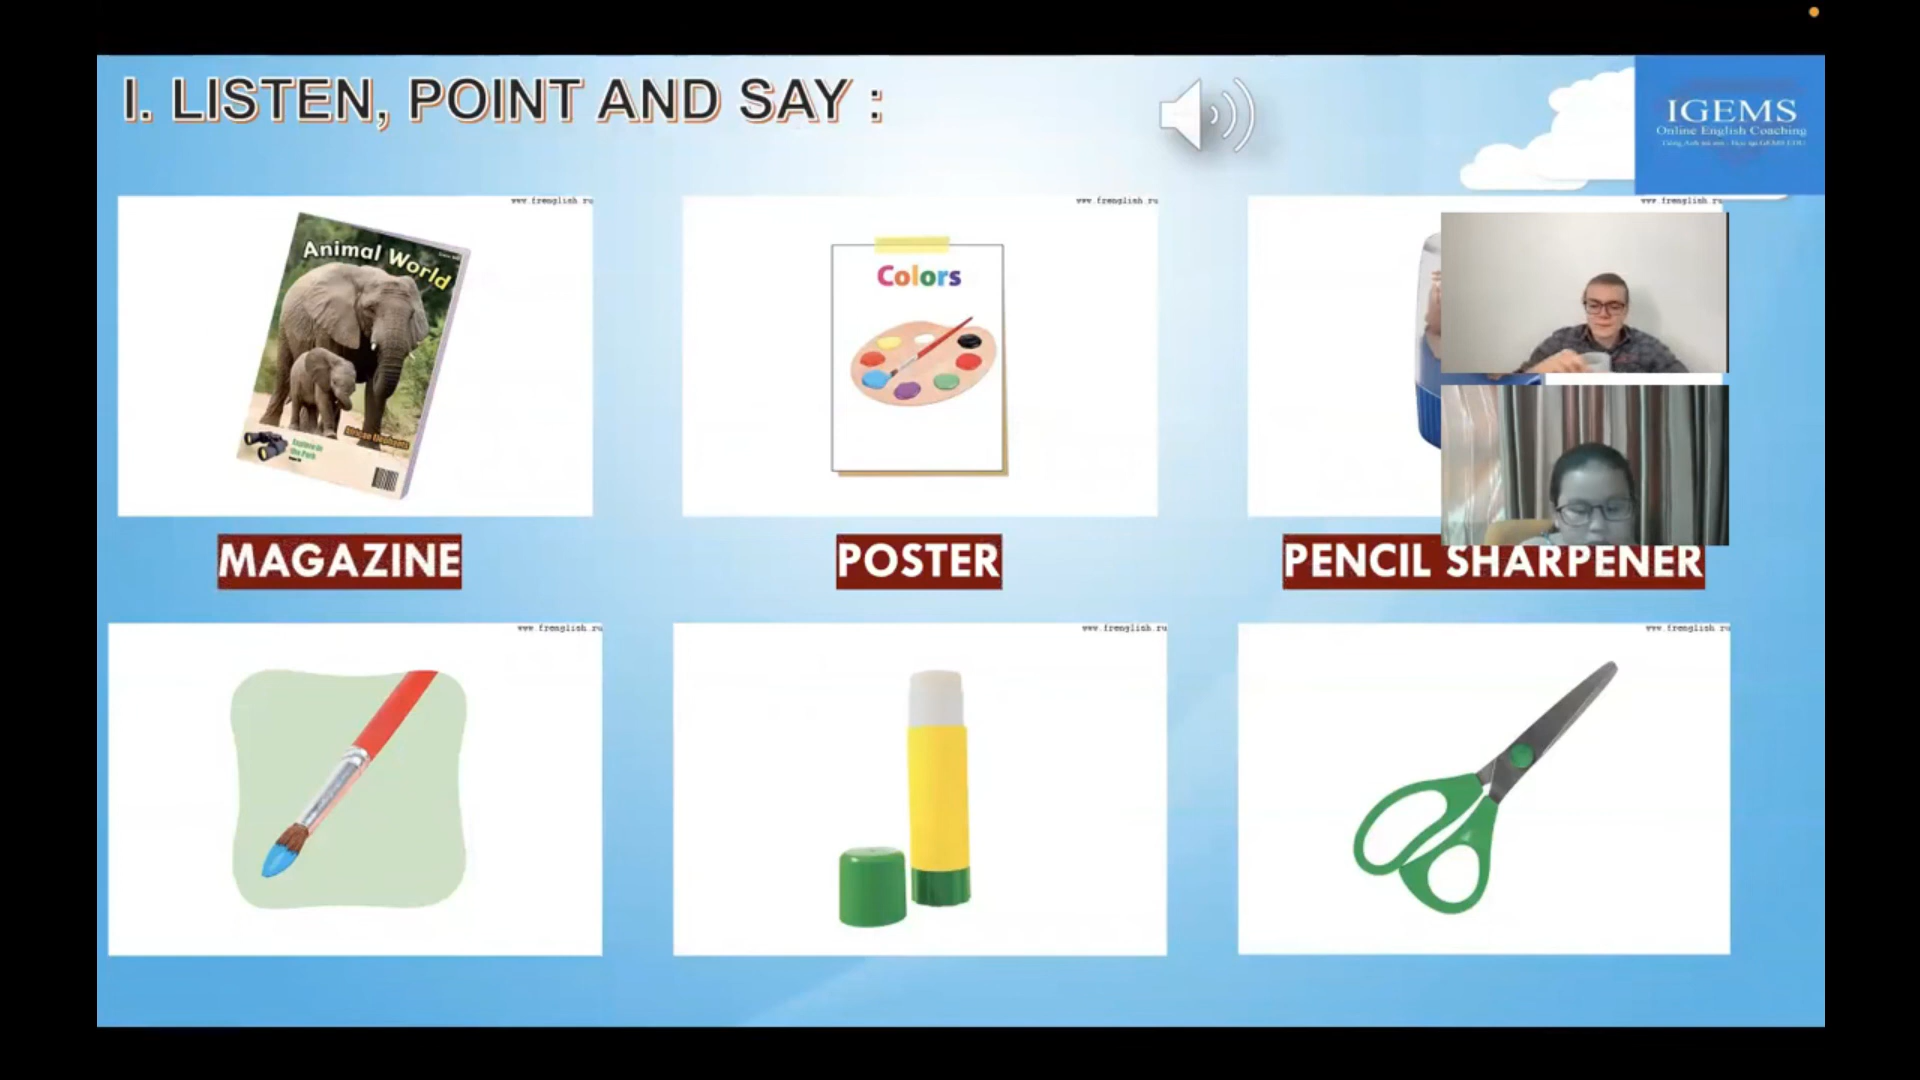 I. LISTEN, POINT AND SAY :
IGEMS
Online English Coaching
www.frenglish.ru
www.frenglish.ru
www.frenglish.ru
Animal World
Colors
MAGAZINE
POSTER
PENCIL SHARPENER
www.frenglish.ru
www.frenglish.ru
www.frenglish.ru